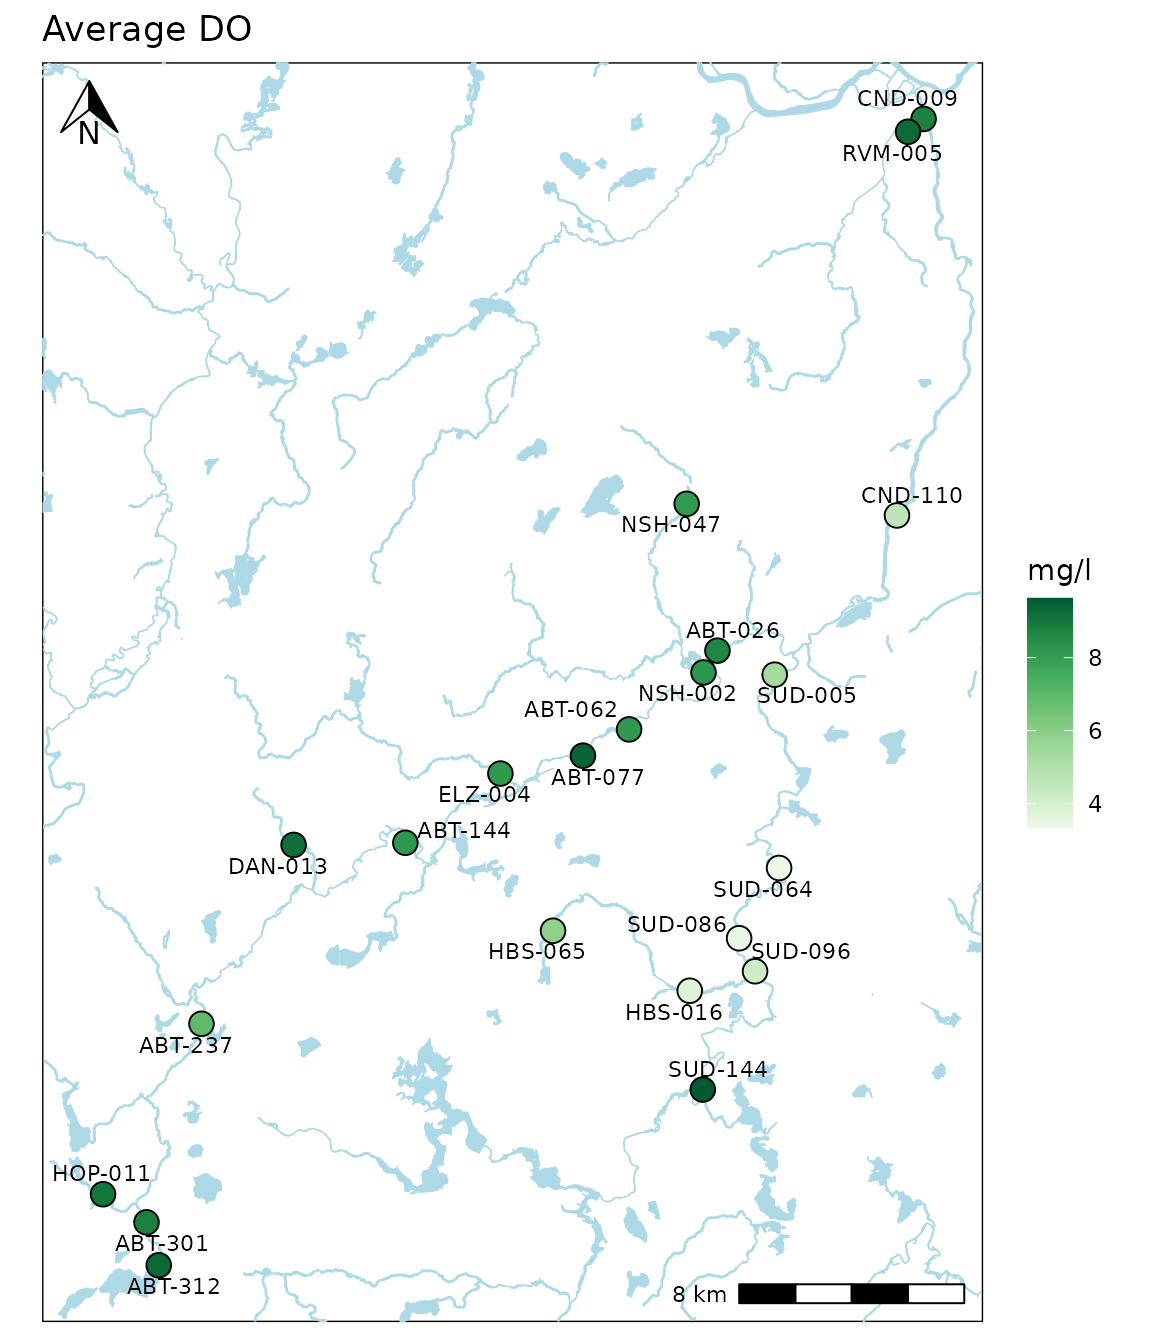 Average DO
N
CND-009
RVM-005
CND-110
NSH-047
mg/l
ABT-026
8
NSH-002
SUD-005
ABT-062
6
ABT-077
ELZ-004
4
ABT-144
DAN-013
SUD-064
SUD-086
HBS-065
SUD-096
HBS-016
ABT-237
SUD-144
HOP-011
ABT-301
ABT-312
8 km